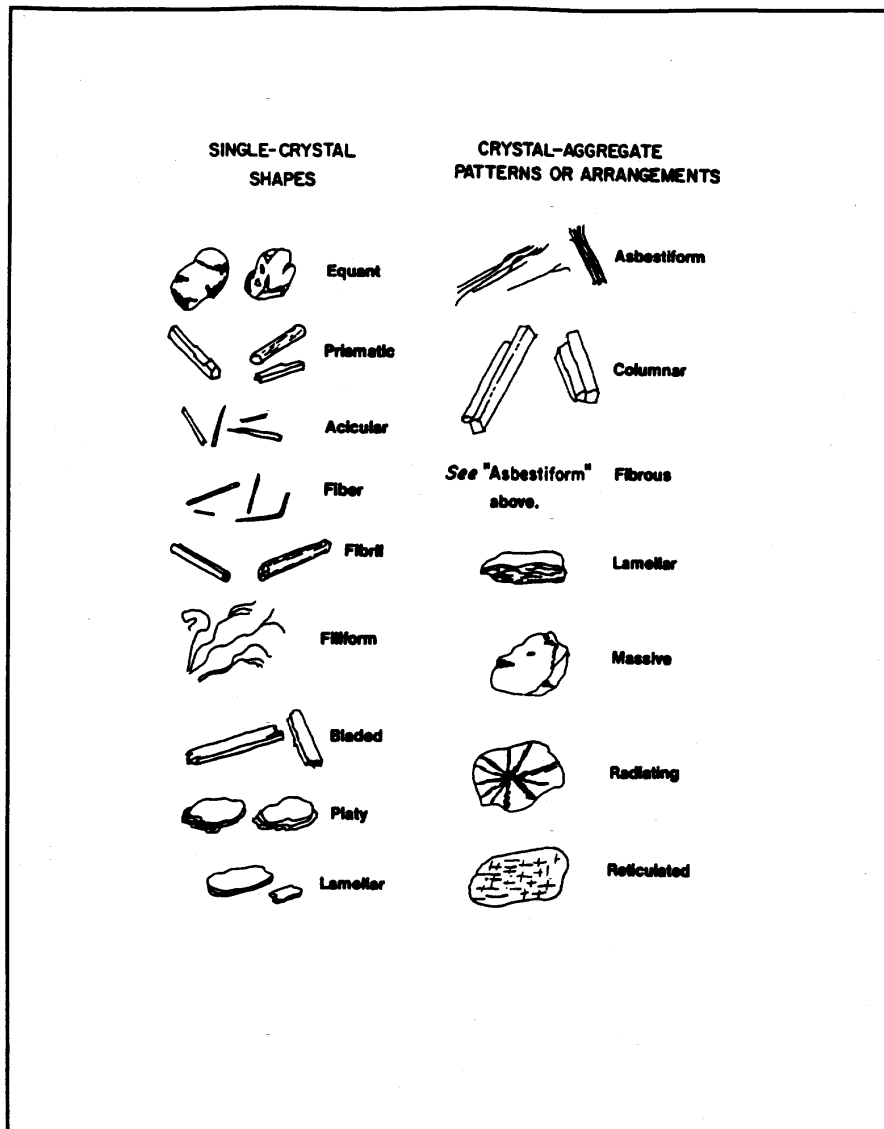 SINGLE-CRYSTAL
SHAPES
Equant
Prismatic
Acicular
Fiber
Fibril
Filiform
Bladed
Platy
Lamellar
CRYSTAL-AGGREGATE
PATTERNS OR ARRANGEMENTS
Asbestiform
Columnar
See "Asbestiform" Fibrous
above.
Lamellar
Massive
Radiating
Reticulated